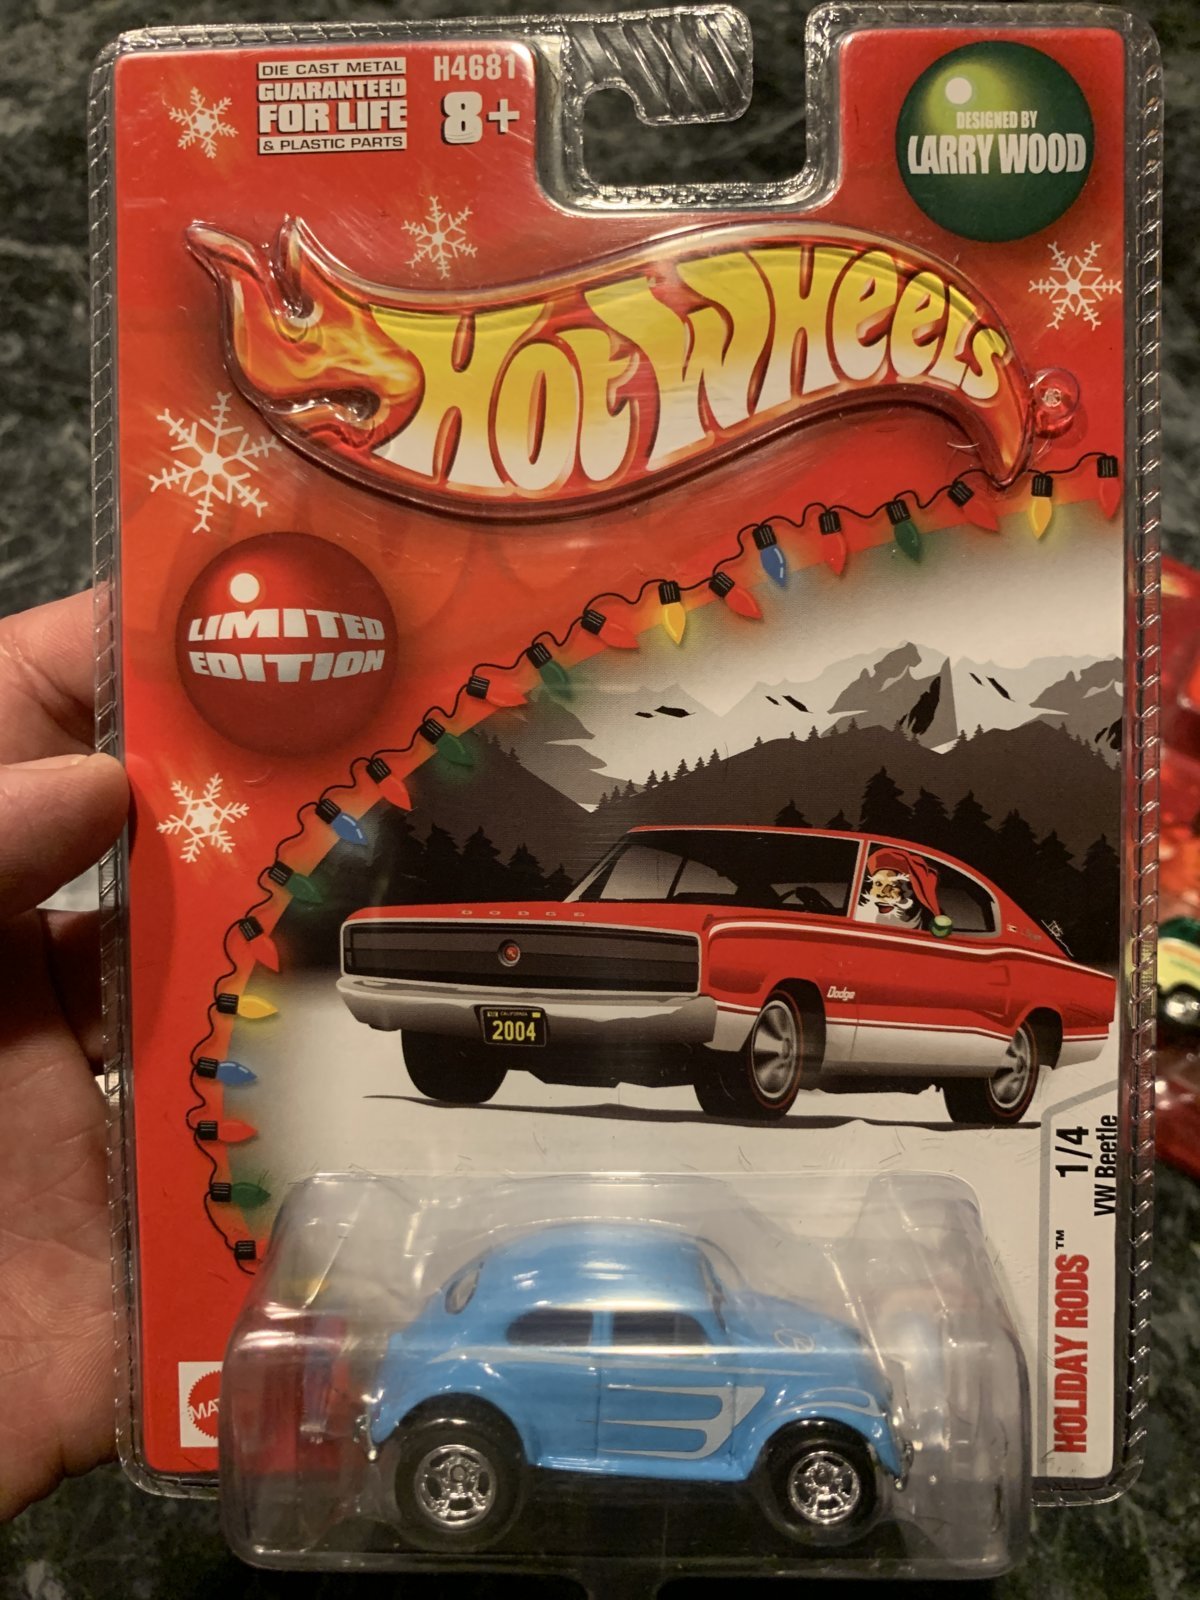 DIE CAST METAL
GUARANTEED
FOR LIFE
& PLASTIC PARTS
H4681
8+
DESIGNED BY
LARRY WOOD
HOT WHEELS
LIMITED
EDITION
DODGE
Dodge
CALIFORNIA
2004
HOLIDAY RODS™ 1/4
VW Beetle